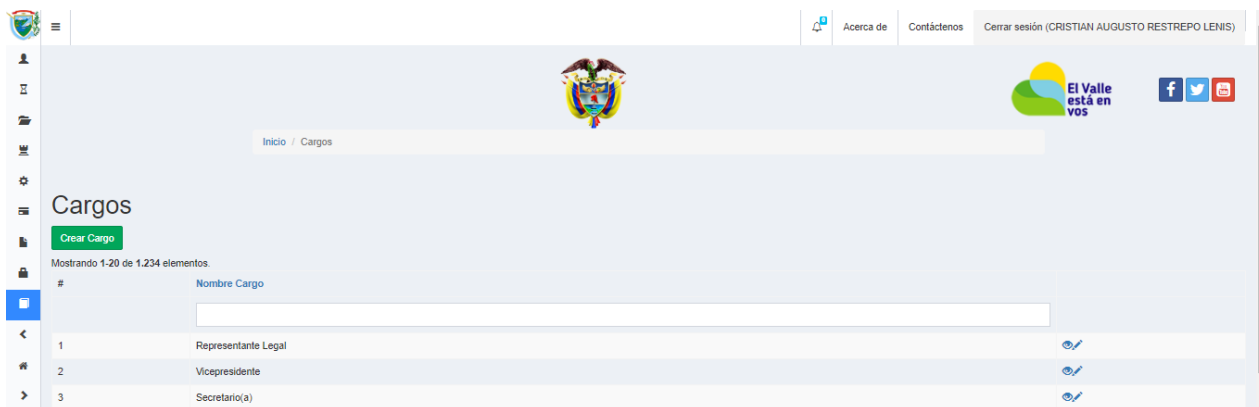 0
Acerca de
Contáctenos
Cerrar sesión (CRISTIAN AUGUSTO RESTREPO LENIS)
El Valle
está en
vos
Inicio / Cargos
Cargos
Crear Cargo
Mostrando 1-20 de 1.234 elementos.
# Nombre Cargo
1 Representante Legal
2 Vicepresidente
3 Secretario(a)